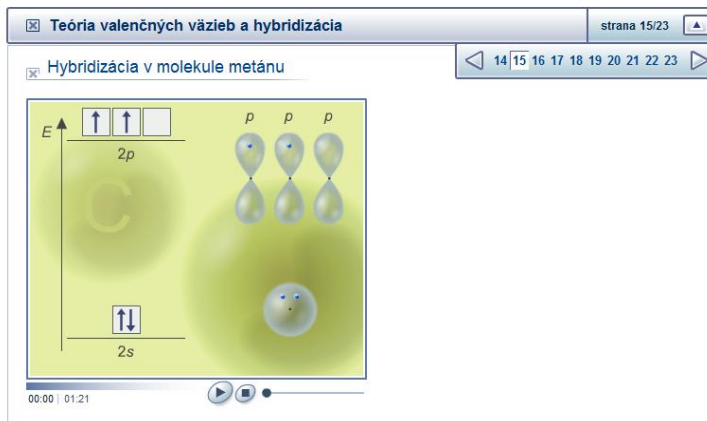 Teória valenčných väzieb a hybridizácia
strana 15/23
14 15 16 17 18 19 20 21 22 23
Hybridizácia v molekule metánu
E
2p
p p p
C
2s
00:00 | 01:21